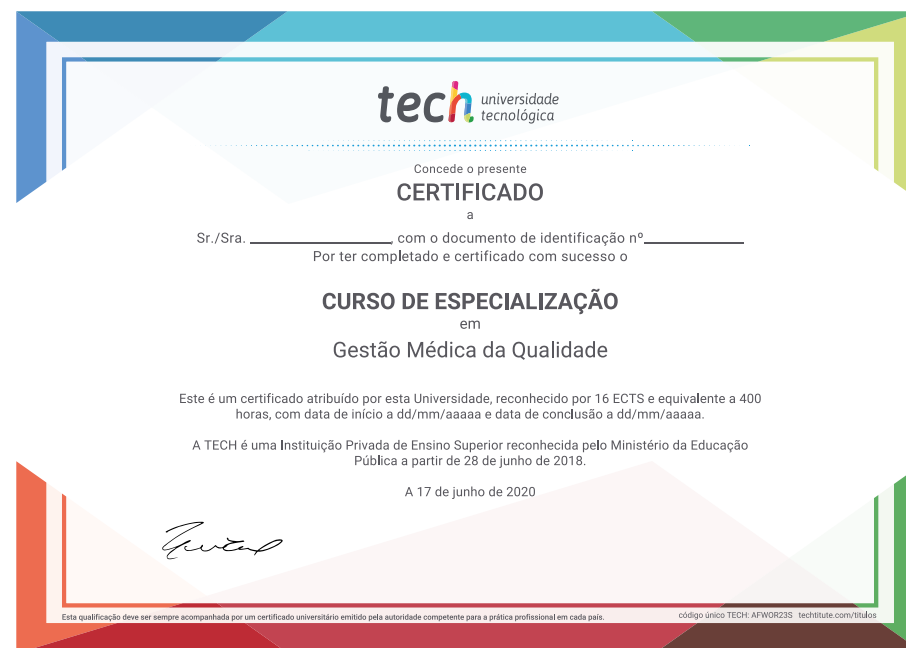 tech universidade
tecnológica
Concede o presente
CERTIFICADO
a
Sr./Sra. ____________________, com o documento de identificação nº______________
Por ter completado e certificado com sucesso o
CURSO DE ESPECIALIZAÇÃO
em
Gestão Médica da Qualidade
Este é um certificado atribuído por esta Universidade, reconhecido por 16 ECTS e equivalente a 400
horas, com data de início a dd/mm/aaaaa e data de conclusão a dd/mm/aaaaa.
A TECH é uma Instituição Privada de Ensino Superior reconhecida pelo Ministério da Educação
Pública a partir de 28 de junho de 2018.
A 17 de junho de 2020
Esta qualificação deve ser sempre acompanhada por um certificado universitário emitido pela autoridade competente para a prática profissional em cada país.
código único TECH: AFWOR23S techtitute.com/titulos